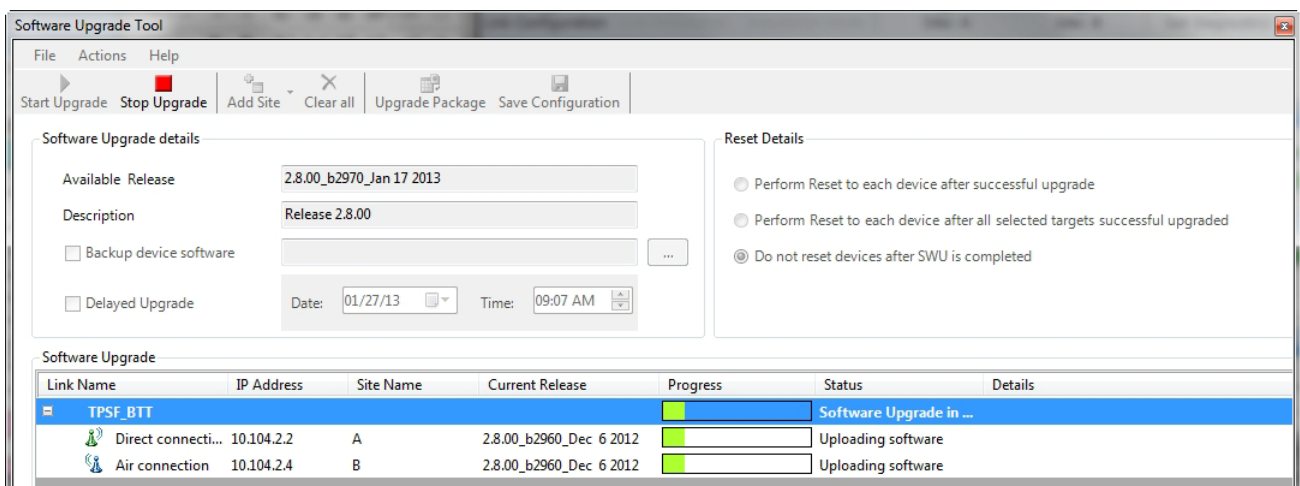 Software Upgrade Tool
File Actions Help
Start Upgrade Stop Upgrade Add Site Clear all Upgrade Package Save Configuration
Software Upgrade details
Available Release 2.8.00_b2970_Jan 17 2013
Description Release 2.8.00
Backup device software ...
Delayed Upgrade Date: 01/27/13 Time: 09:07 AM
Reset Details
Perform Reset to each device after successful upgrade
Perform Reset to each device after all selected targets successful upgraded
Do not reset devices after SWU is completed
Software Upgrade
Link Name IP Address Site Name Current Release Progress Status Details
TPSF_BTT Software Upgrade in ...
Direct connecti... 10.104.2.2 A 2.8.00_b2960_Dec 6 2012 Uploading software
Air connection 10.104.2.4 B 2.8.00_b2960_Dec 6 2012 Uploading software